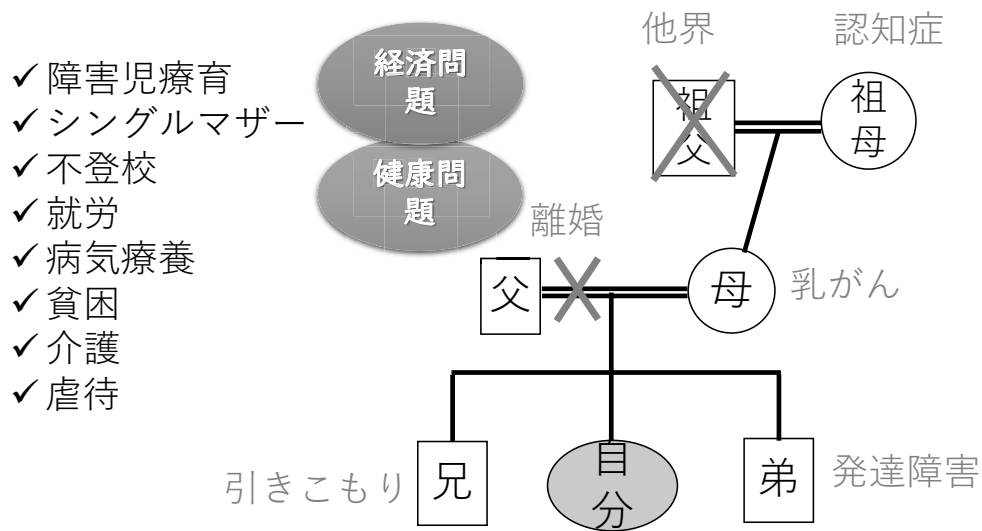 ✓ 障害児療育
✓ シングルマザー
✓ 不登校
✓ 就労
✓ 病気療養
✓ 貧困
✓ 介護
✓ 虐待
経済問
題
健康問
題
他界
認知症
祖
父
祖
母
離婚
父
母
乳がん
引きこもり
兄
自
分
弟
発達障害